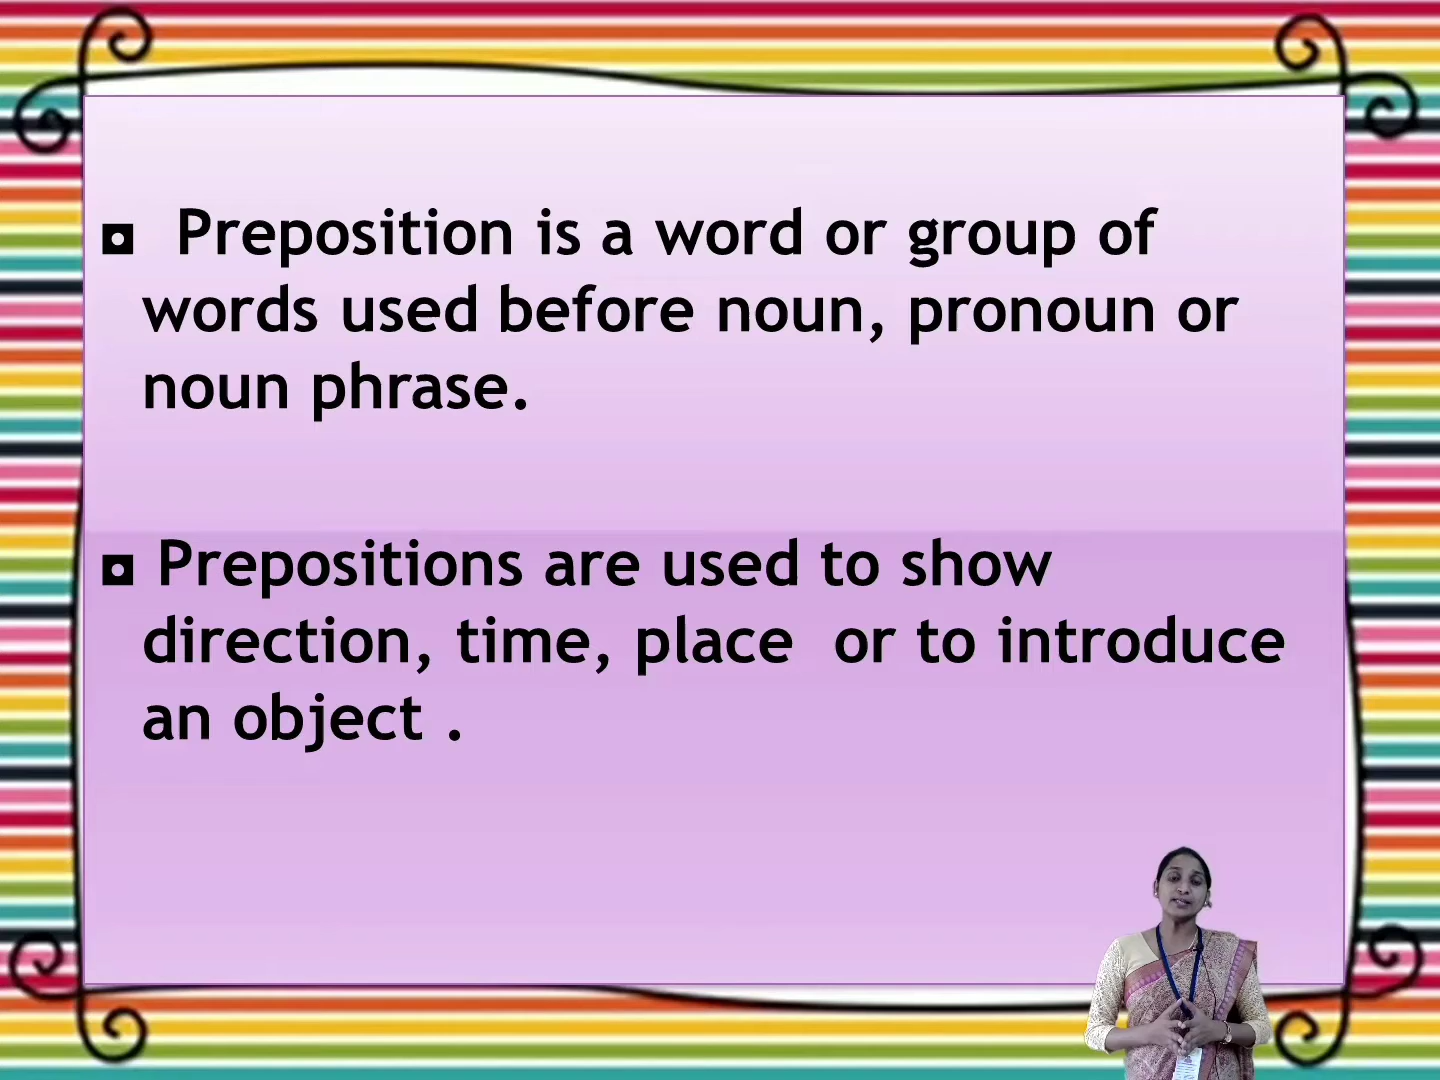 Preposition is a word or group of
words used before noun, pronoun or
noun phrase.
Prepositions are used to show
direction, time, place or to introduce
an object .